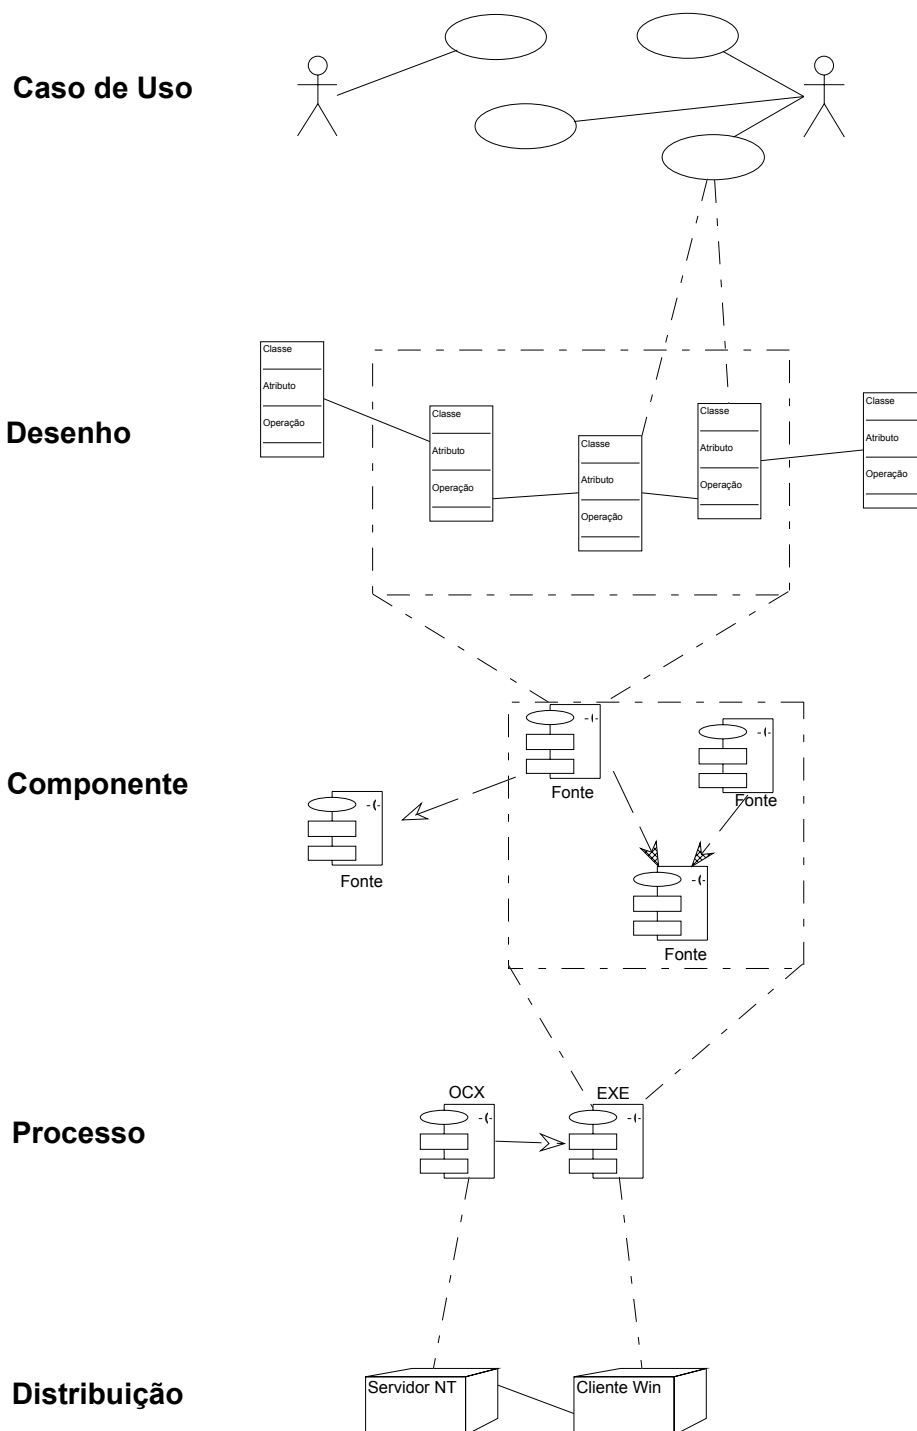 Caso de Uso
Classe
Atributo
Operação
Desenho
Classe
Atributo
Operação
Classe
Atributo
Operação
Classe
Atributo
Operação
Classe
Atributo
Operação
Componente
Fonte
Fonte
Fonte
Fonte
OCX
EXE
Processo
Distribuição
Servidor NT
Cliente Win